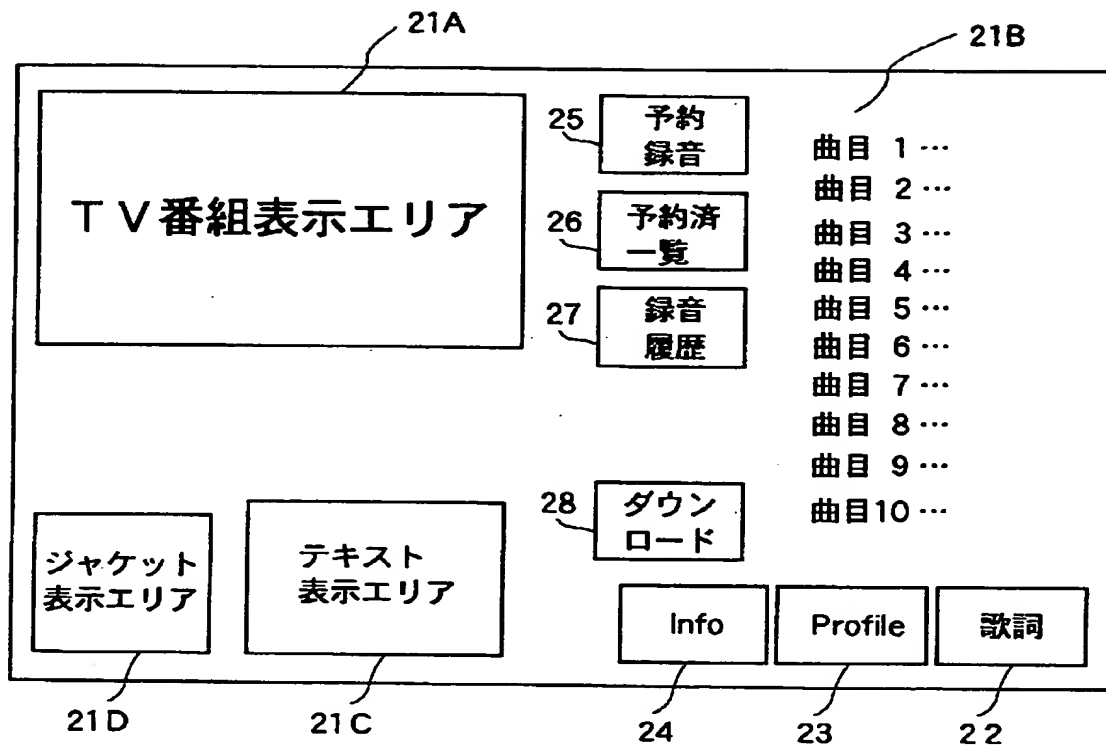 21A
21B
TV番組表示エリア
25
予約
録音
26
予約済
一覧
27
録音
履歴
曲目 1…
曲目 2…
曲目 3…
曲目 4…
曲目 5…
曲目 6…
曲目 7…
曲目 8…
曲目 9…
曲目10…
28
ダウン
ロード
ジャケット
表示エリア
テキスト
表示エリア
Info
Profile
歌詞
21D
21C
24
23
22